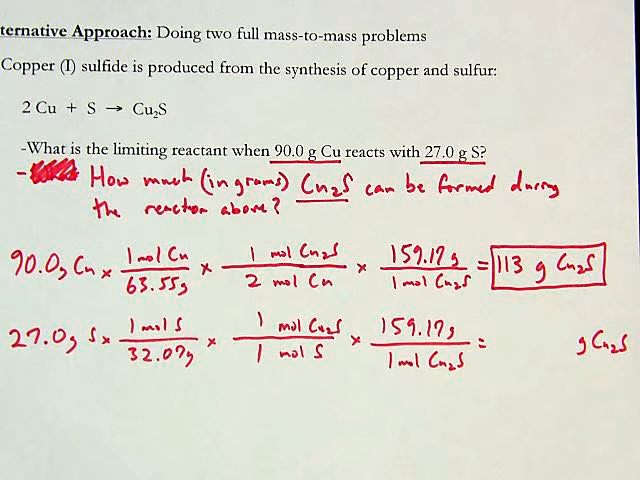 ternative Approach: Doing two full mass-to-mass problems
Copper (I) sulfide is produced from the synthesis of copper and sulfur:
2 Cu + S → Cu₂S
-What is the limiting reactant when 90.0 g Cu reacts with 27.0 g S?
- How much (in grams) Cu₂S can be formed during
the reaction above?
90.0g Cu × 1 mol Cu / 63.55g × 1 mol Cu₂S / 2 mol Cu × 159.17g / 1 mol Cu₂S = 113 g Cu₂S
27.0g S × 1 mol S / 32.07g × 1 mol Cu₂S / 1 mol S × 159.17g / 1 mol Cu₂S = g Cu₂S